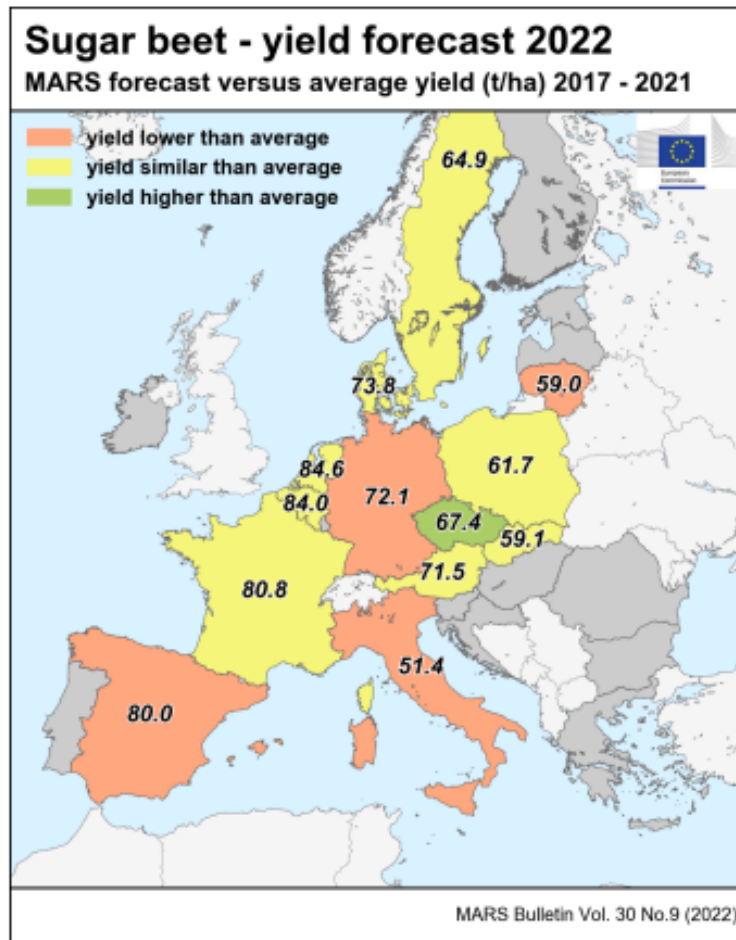 Sugar beet - yield forecast 2022
MARS forecast versus average yield (t/ha) 2017 - 2021
yield lower than average
yield similar than average
yield higher than average
European
Commission
64.9
73.8
59.0
84.6
61.7
84.0
72.1
67.4
59.1
71.5
80.8
51.4
80.0
MARS Bulletin Vol. 30 No.9 (2022)